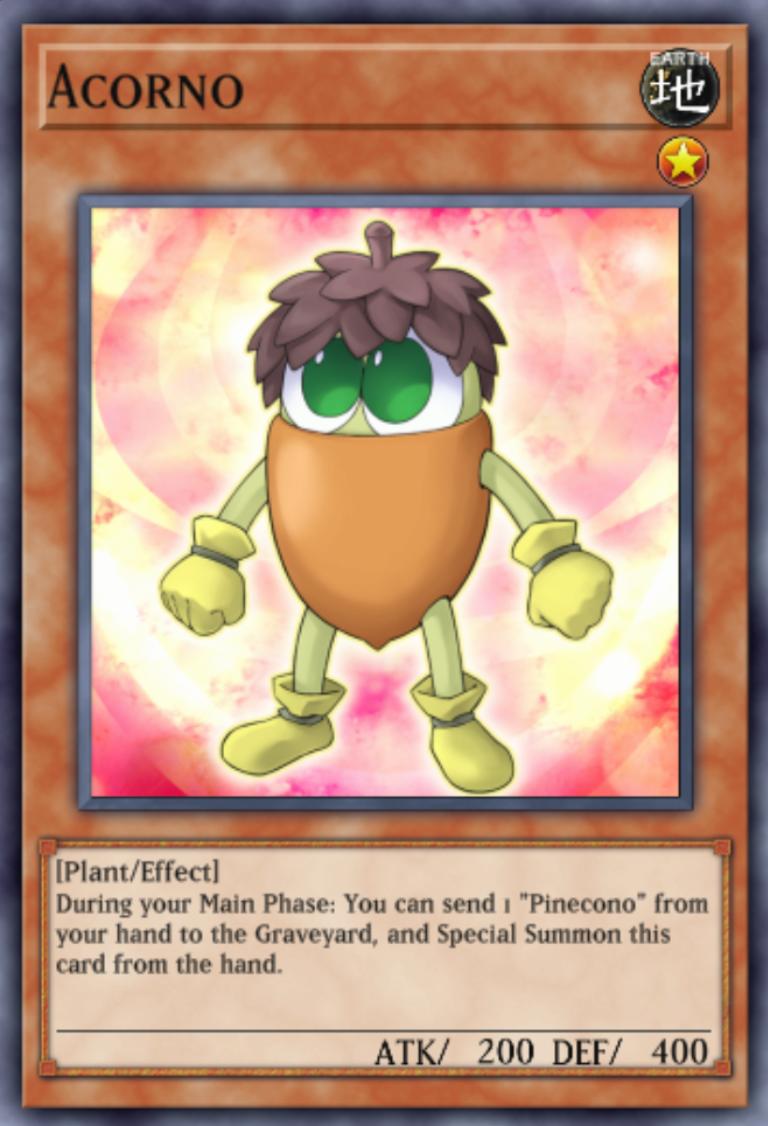 ACORNO
EARTH
地
[Plant/Effect]
During your Main Phase: You can send 1 "Pinecono" from
your hand to the Graveyard, and Special Summon this
card from the hand.
ATK/ 200 DEF/ 400